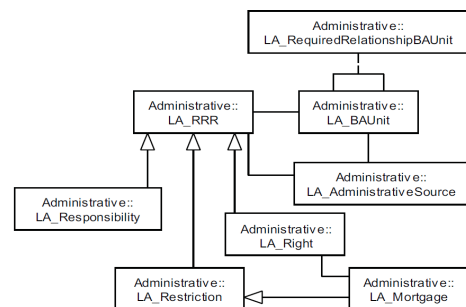 Administrative::
LA_RequiredRelationshipBAUnit
Administrative::
LA_RRR
Administrative::
LA_BAUnit
Administrative::
LA_AdministrativeSource
Administrative::
LA_Responsibility
Administrative::
LA_Right
Administrative::
LA_Restriction
Administrative::
LA_Mortgage